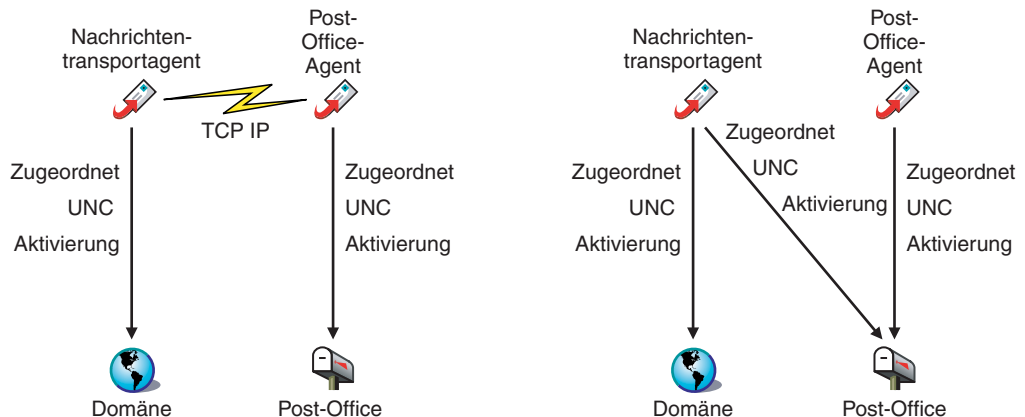 Nachrichten-
transportagent
Post-
Office-
Agent
TCP IP
Zugeordnet
UNC
Aktivierung
Zugeordnet
UNC
Aktivierung
Domäne
Post-Office
Nachrichten-
transportagent
Post-
Office-
Agent
Zugeordnet
UNC
Aktivierung
Zugeordnet
UNC
Aktivierung
Zugeordnet
UNC
Aktivierung
Domäne
Post-Office